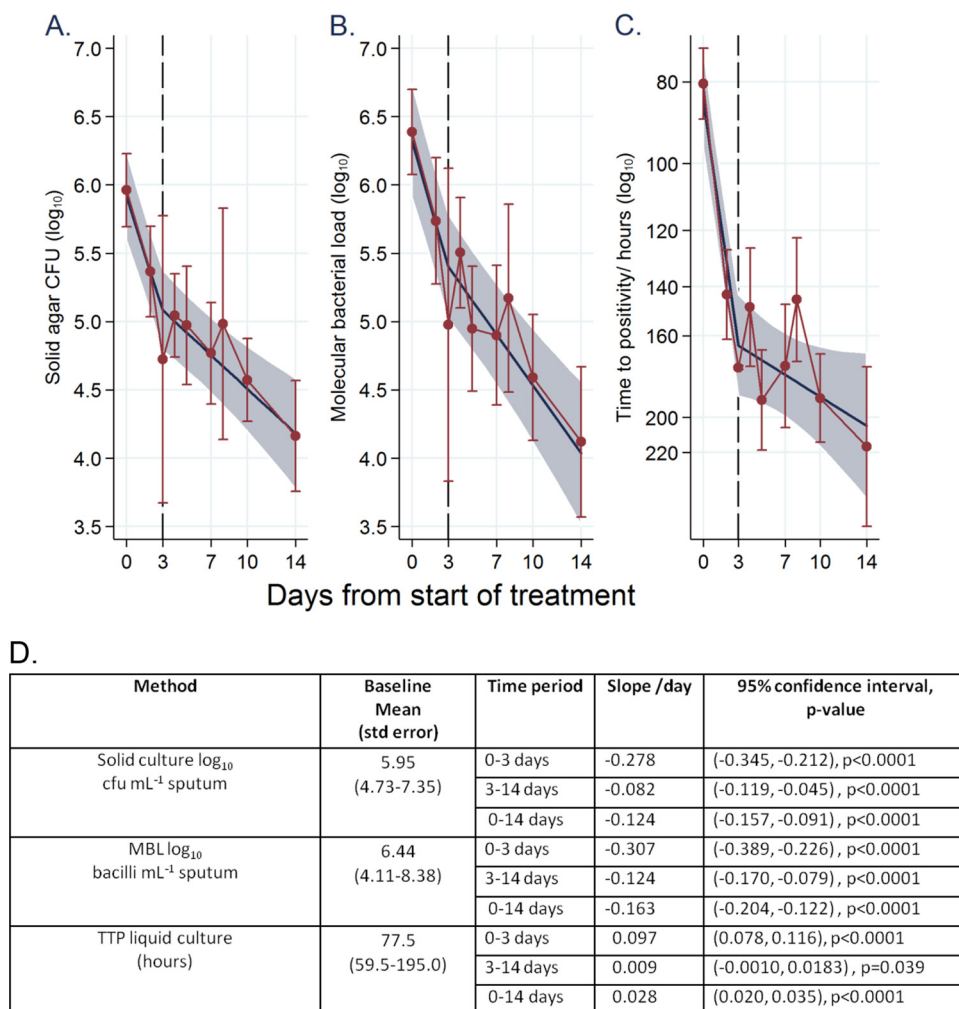 A.
B.
C.
Solid agar CFU (log₁₀)
7.0
6.5
6.0
5.5
5.0
4.5
4.0
3.5
0 3 7 10 14
Molecular bacterial load (log₁₀)
7.0
6.5
6.0
5.5
5.0
4.5
4.0
3.5
0 3 7 10 14
Time to positivity/ hours (log₁₀)
80
100
120
140
160
200
220
0 3 7 10 14
Days from start of treatment
D.
Method
Baseline
Mean
(std error)
Time period
Slope /day
95% confidence interval,
p-value
Solid culture log₁₀
cfu mL⁻¹ sputum
5.95
(4.73-7.35)
0-3 days -0.278 (-0.345, -0.212), p<0.0001
3-14 days -0.082 (-0.119, -0.045), p<0.0001
0-14 days -0.124 (-0.157, -0.091), p<0.0001
MBL log₁₀
bacilli mL⁻¹ sputum
6.44
(4.11-8.38)
0-3 days -0.307 (-0.389, -0.226), p<0.0001
3-14 days -0.124 (-0.170, -0.079), p<0.0001
0-14 days -0.163 (-0.204, -0.122), p<0.0001
TTP liquid culture
(hours)
77.5
(59.5-195.0)
0-3 days 0.097 (0.078, 0.116), p<0.0001
3-14 days 0.009 (-0.0010, 0.0183), p=0.039
0-14 days 0.028 (0.020, 0.035), p<0.0001